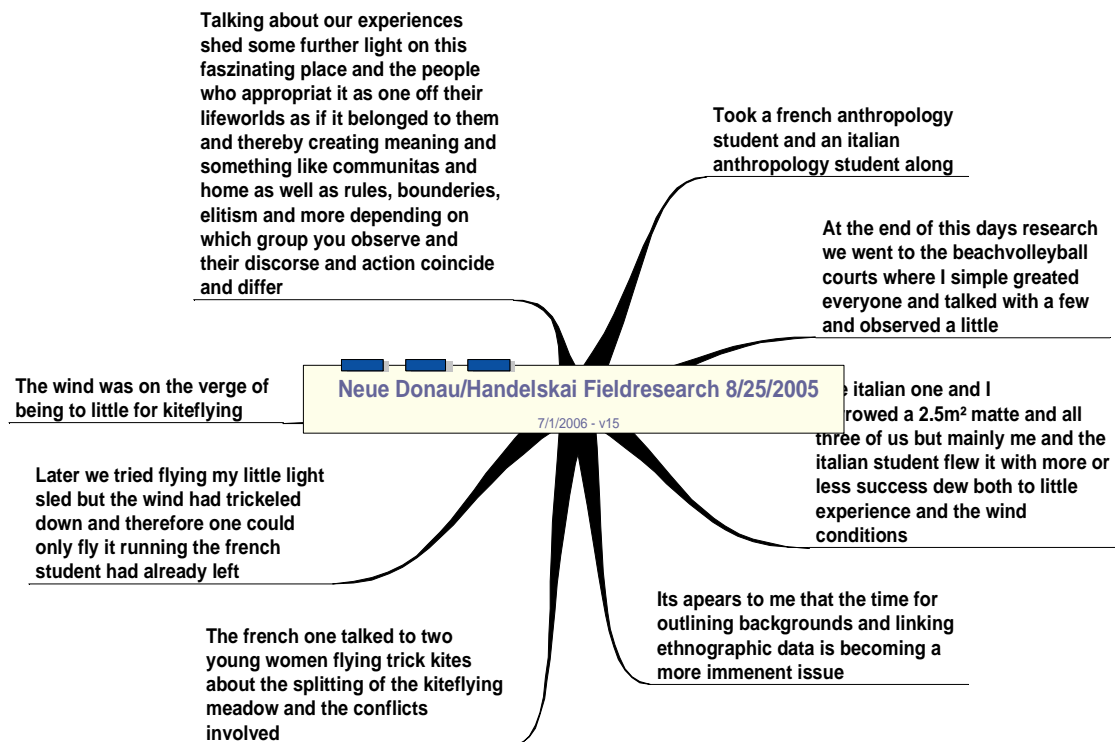 Talking about our experiences
shed some further light on this
faszinating place and the people
who appropriat it as one off their
lifeworlds as if it belonged to them
and thereby creating meaning and
something like communitas and
home as well as rules, bounderies,
elitism and more depending on
which group you observe and
their discorse and action coincide
and differ
Took a french anthropology
student and an italian
anthropology student along
At the end of this days research
we went to the beachvolleyball
courts where I simple greated
everyone and talked with a few
and observed a little
Neue Donau/Handelskai Fieldresearch 8/25/2005
7/1/2006 - v15
The wind was on the verge of
being to little for kiteflying
italian one and I
a 2.5m² matte and all
three of us but mainly me and the
italian student flew it with more or
less success dew both to little
experience and the wind
conditions
Later we tried flying my little light
sled but the wind had trickeled
down and therefore one could
only fly it running the french
student had already left
Its apears to me that the time for
outlining backgrounds and linking
ethnographic data is becoming a
more immenent issue
The french one talked to two
young women flying trick kites
about the splitting of the kiteflying
meadow and the conflicts
involved